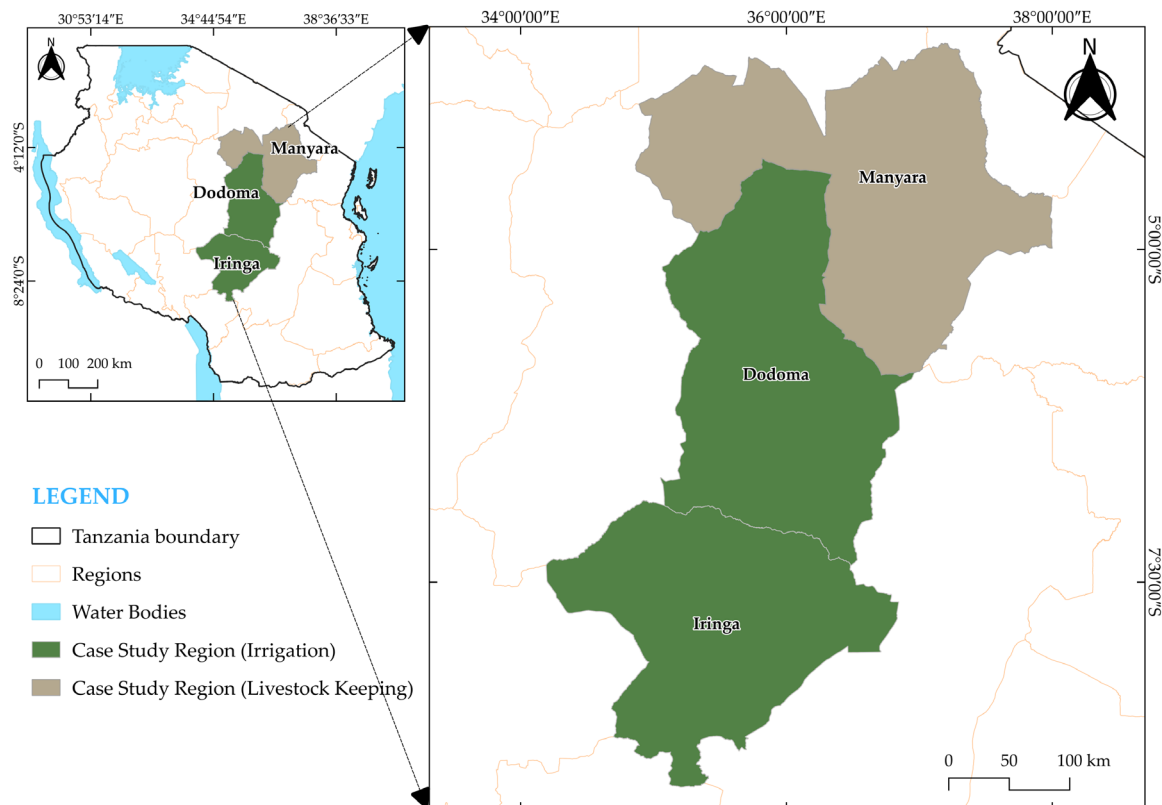 30°53′14″E 34°44′54″E 38°36′33″E
N
4°12′0″S
8°24′0″S
Manyara
Dodoma
Iringa
0 100 200 km
LEGEND
Tanzania boundary
Regions
Water Bodies
Case Study Region (Irrigation)
Case Study Region (Livestock Keeping)
34°00′00″E 36°00′00″E 38°00′00″E
N
Manyara
5°00′00″S
Dodoma
7°30′00″S
Iringa
0 50 100 km